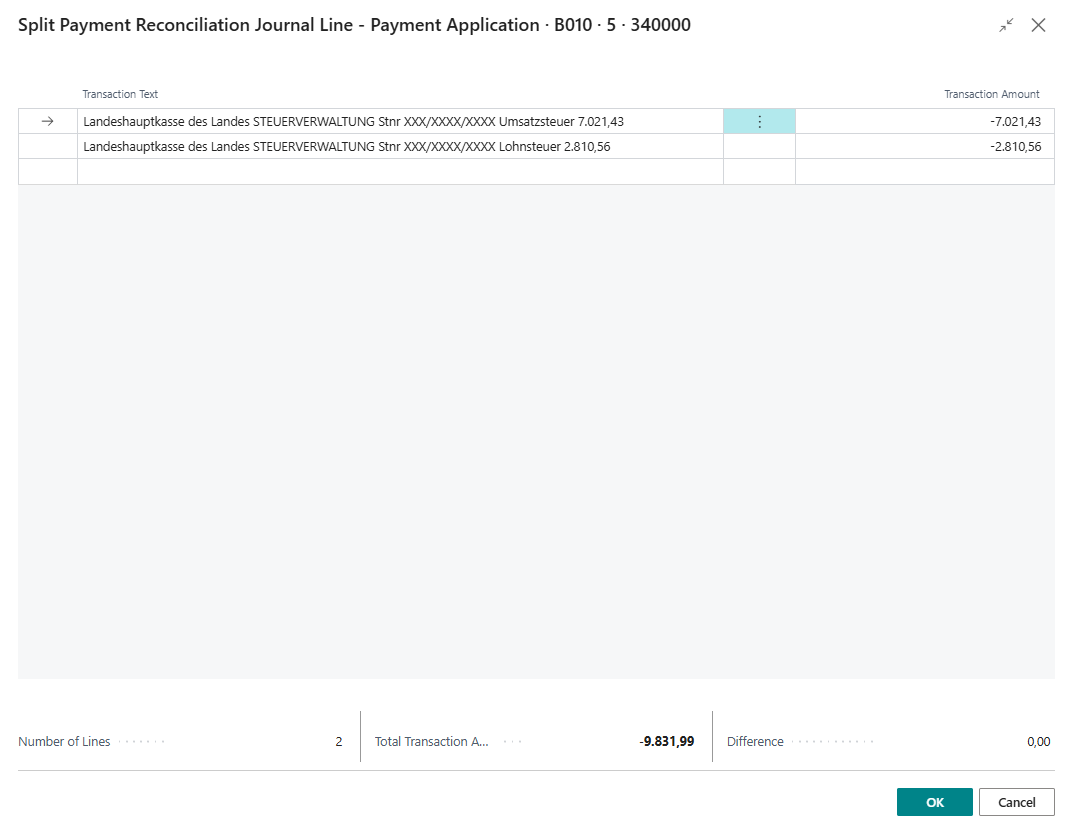 Split Payment Reconciliation Journal Line - Payment Application · B010 · 5 · 340000
Transaction Text Transaction Amount
Landeshauptkasse des Landes STEUERVERWALTUNG Stnr XXX/XXXX/XXXX Umsatzsteuer 7.021,43 -7.021,43
Landeshauptkasse des Landes STEUERVERWALTUNG Stnr XXX/XXXX/XXXX Lohnsteuer 2.810,56 -2.810,56
Number of Lines 2 Total Transaction A... -9.831,99 Difference 0,00
OK Cancel